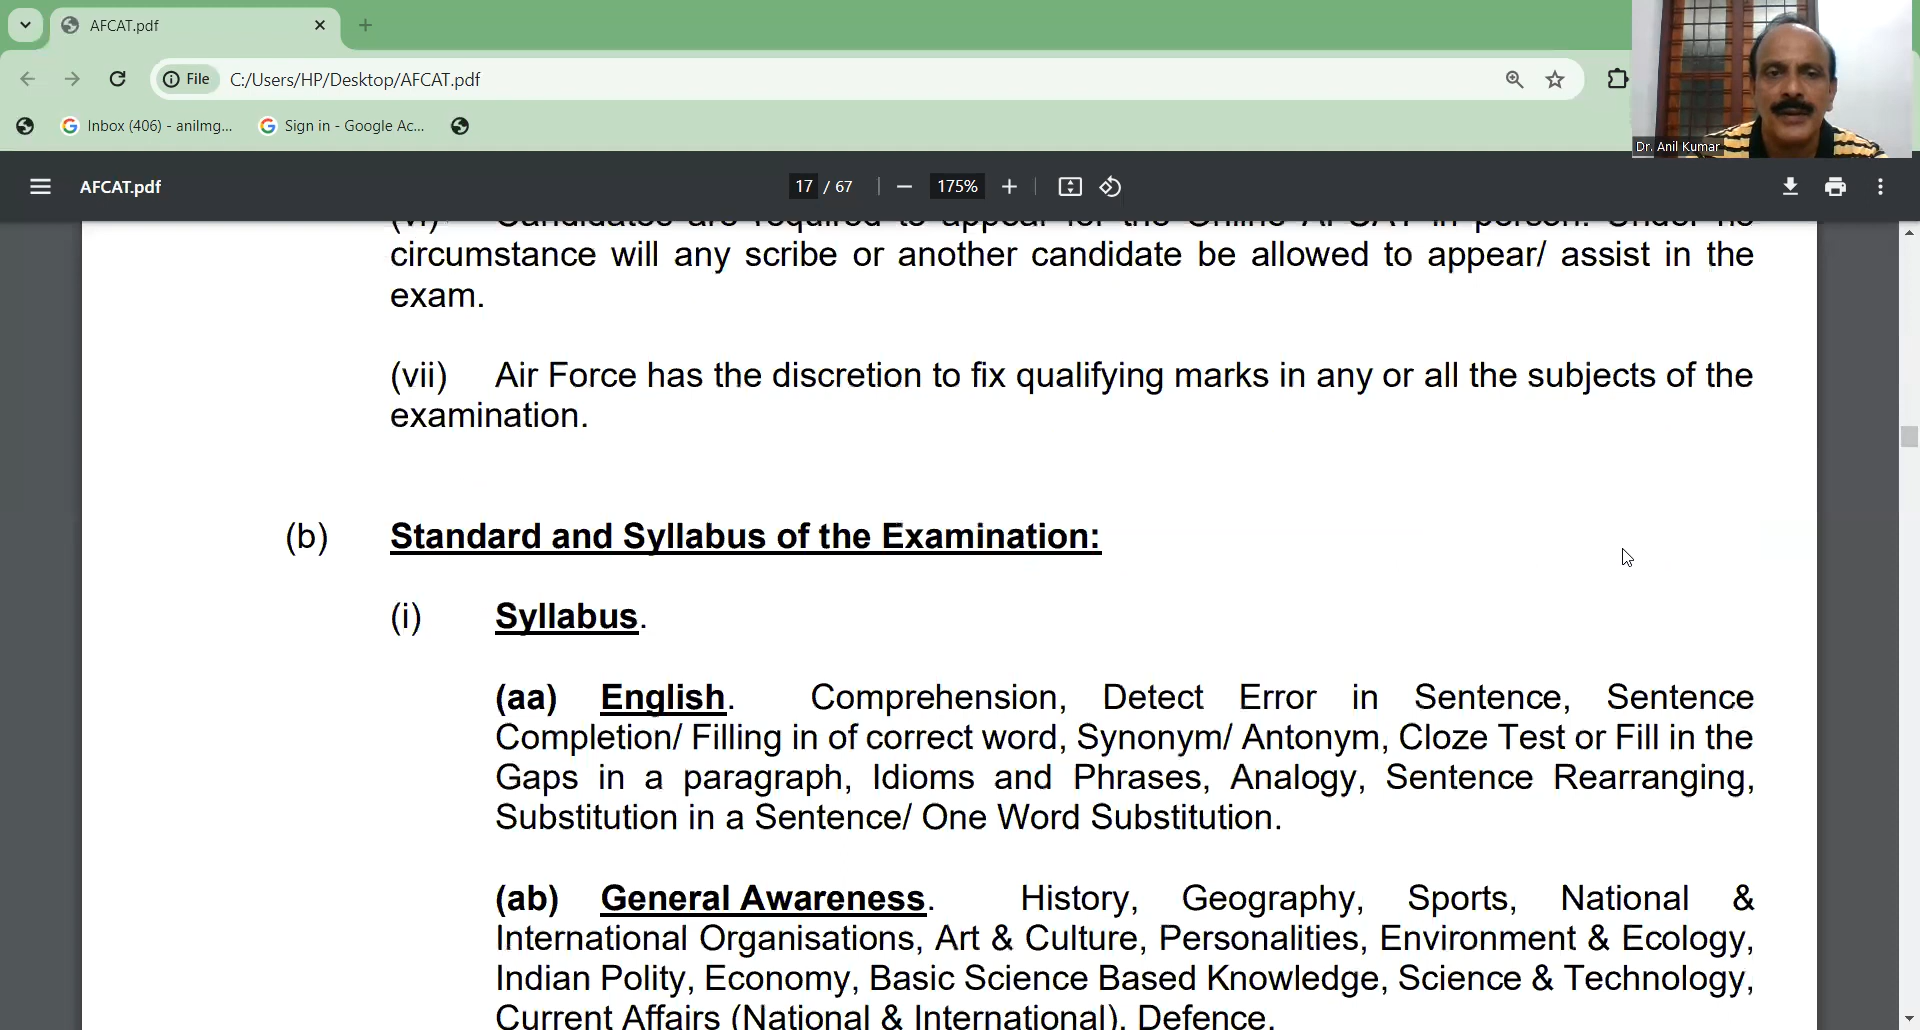 AFCAT.pdf
File C:/Users/HP/Desktop/AFCAT.pdf
Inbox (406) - anilmg... Sign in - Google Ac...
Dr. Anil Kumar
AFCAT.pdf 17 / 67 175%
(vi) Candidates are required to appear for the Online AFCAT in person. Under no
circumstance will any scribe or another candidate be allowed to appear/ assist in the
exam.
(vii) Air Force has the discretion to fix qualifying marks in any or all the subjects of the
examination.
(b) Standard and Syllabus of the Examination:
(i) Syllabus.
(aa) English. Comprehension, Detect Error in Sentence, Sentence
Completion/ Filling in of correct word, Synonym/ Antonym, Cloze Test or Fill in the
Gaps in a paragraph, Idioms and Phrases, Analogy, Sentence Rearranging,
Substitution in a Sentence/ One Word Substitution.
(ab) General Awareness. History, Geography, Sports, National &
International Organisations, Art & Culture, Personalities, Environment & Ecology,
Indian Polity, Economy, Basic Science Based Knowledge, Science & Technology,
Current Affairs (National & International), Defence.